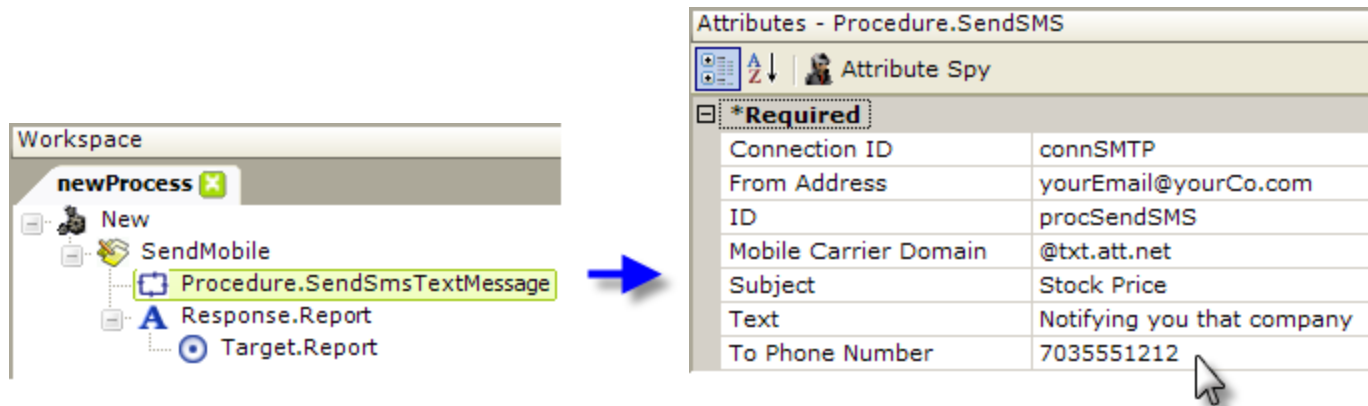 Workspace
newProcess
New
SendMobile
Procedure.SendSmsTextMessage
Response.Report
Target.Report
Attributes - Procedure.SendSMS
A Z Attribute Spy
*Required
Connection ID connSMTP
From Address yourEmail@yourCo.com
ID procSendSMS
Mobile Carrier Domain @txt.att.net
Subject Stock Price
Text Notifying you that company
To Phone Number 7035551212